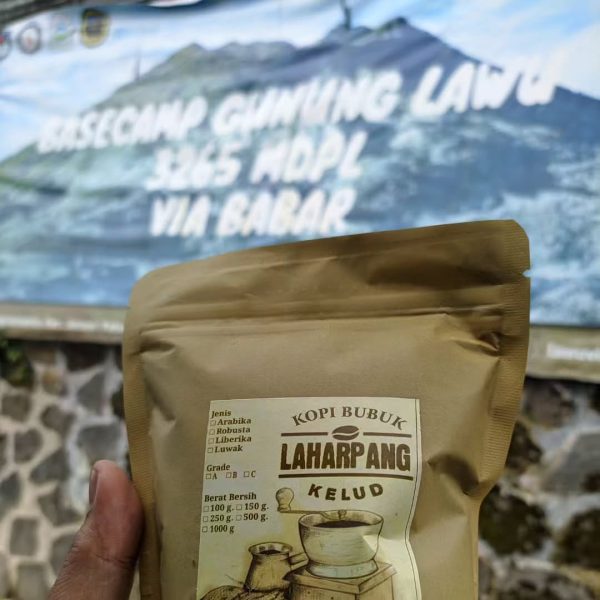 BASECAMP GUNUNG LAWU
3265 MDPL
VIA BABAR
Jenis
□ Arabika
□ Robusta
□ Liberika
□ Luwak
Grade
□A □B □C
Berat Bersih
□ 100 g. □ 150 g.
□ 250 g. □ 500 g.
□ 1000 g
KOPI BUBUK
LAHARPANG
KELUD